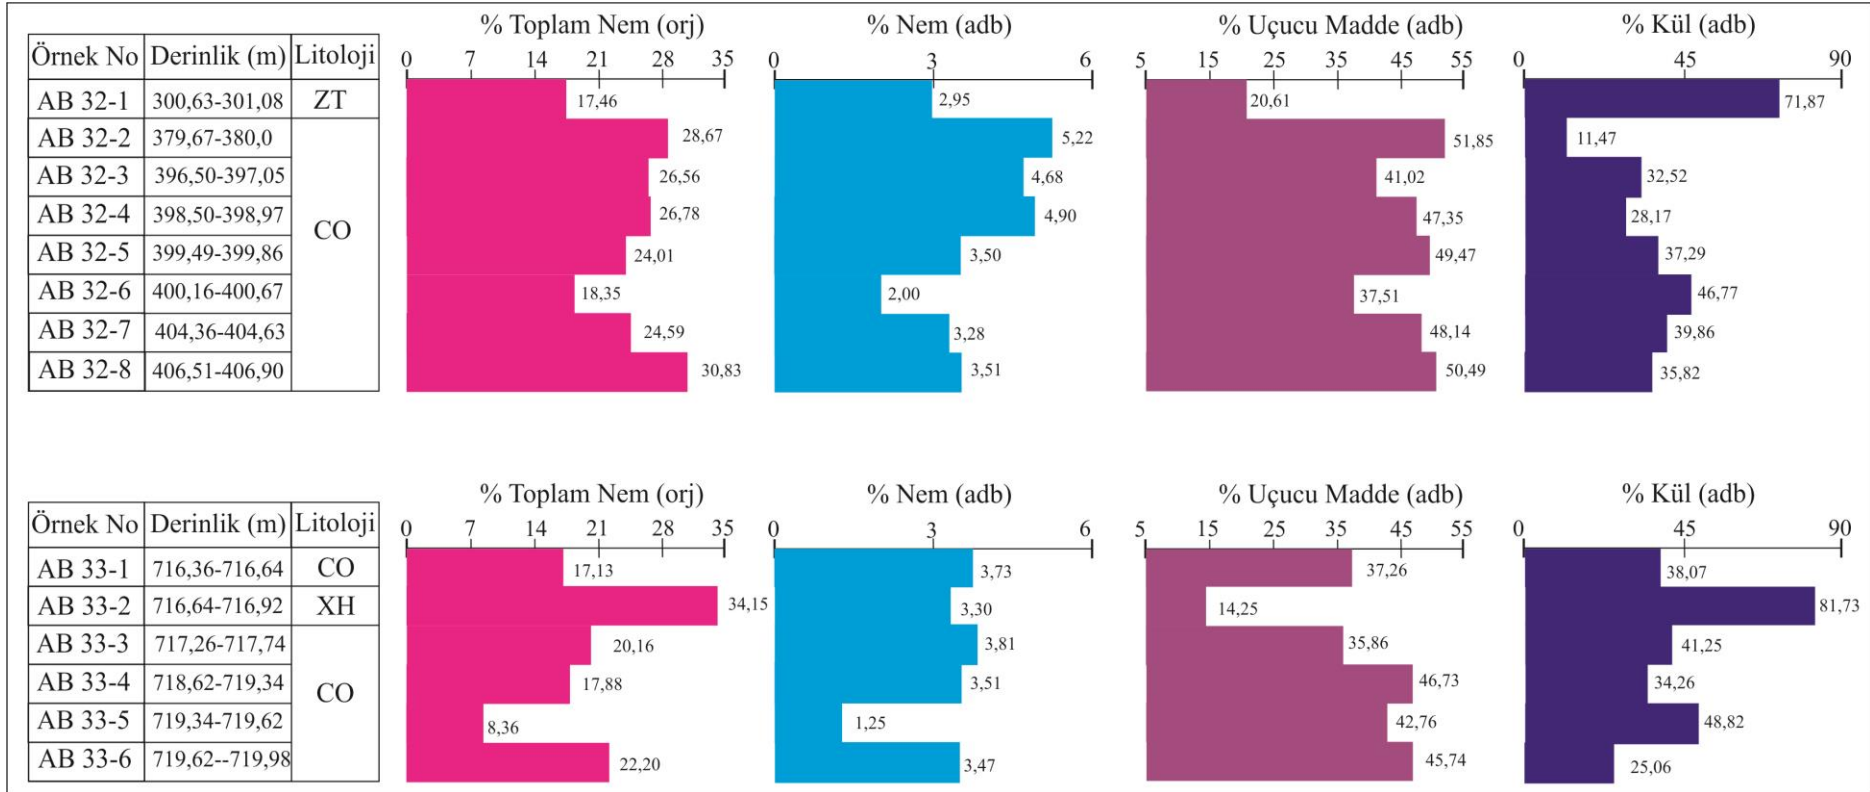 % Toplam Nem (orj) % Nem (adb) % Uçucu Madde (adb) % Kül (adb)
Örnek No Derinlik (m) Litoloji 0 7 14 21 28 35 0 3 6 5 15 25 35 45 55 0 45 90
AB 32-1 300,63-301,08 ZT 17,46 2,95 20,61 71,87
AB 32-2 379,67-380,0 28,67 5,22 51,85 11,47
AB 32-3 396,50-397,05 26,56 4,68 41,02 32,52
AB 32-4 398,50-398,97 CO 26,78 4,90 47,35 28,17
AB 32-5 399,49-399,86 24,01 3,50 49,47 37,29
AB 32-6 400,16-400,67 18,35 2,00 37,51 46,77
AB 32-7 404,36-404,63 24,59 3,28 48,14 39,86
AB 32-8 406,51-406,90 30,83 3,51 50,49 35,82
% Toplam Nem (orj) % Nem (adb) % Uçucu Madde (adb) % Kül (adb)
Örnek No Derinlik (m) Litoloji 0 7 14 21 28 35 0 3 6 5 15 25 35 45 55 0 45 90
AB 33-1 716,36-716,64 CO 17,13 3,73 37,26 38,07
AB 33-2 716,64-716,92 XH 34,15 3,30 14,25 81,73
AB 33-3 717,26-717,74 20,16 3,81 35,86 41,25
AB 33-4 718,62-719,34 CO 17,88 3,51 46,73 34,26
AB 33-5 719,34-719,62 8,36 1,25 42,76 48,82
AB 33-6 719,62--719,98 22,20 3,47 45,74 25,06